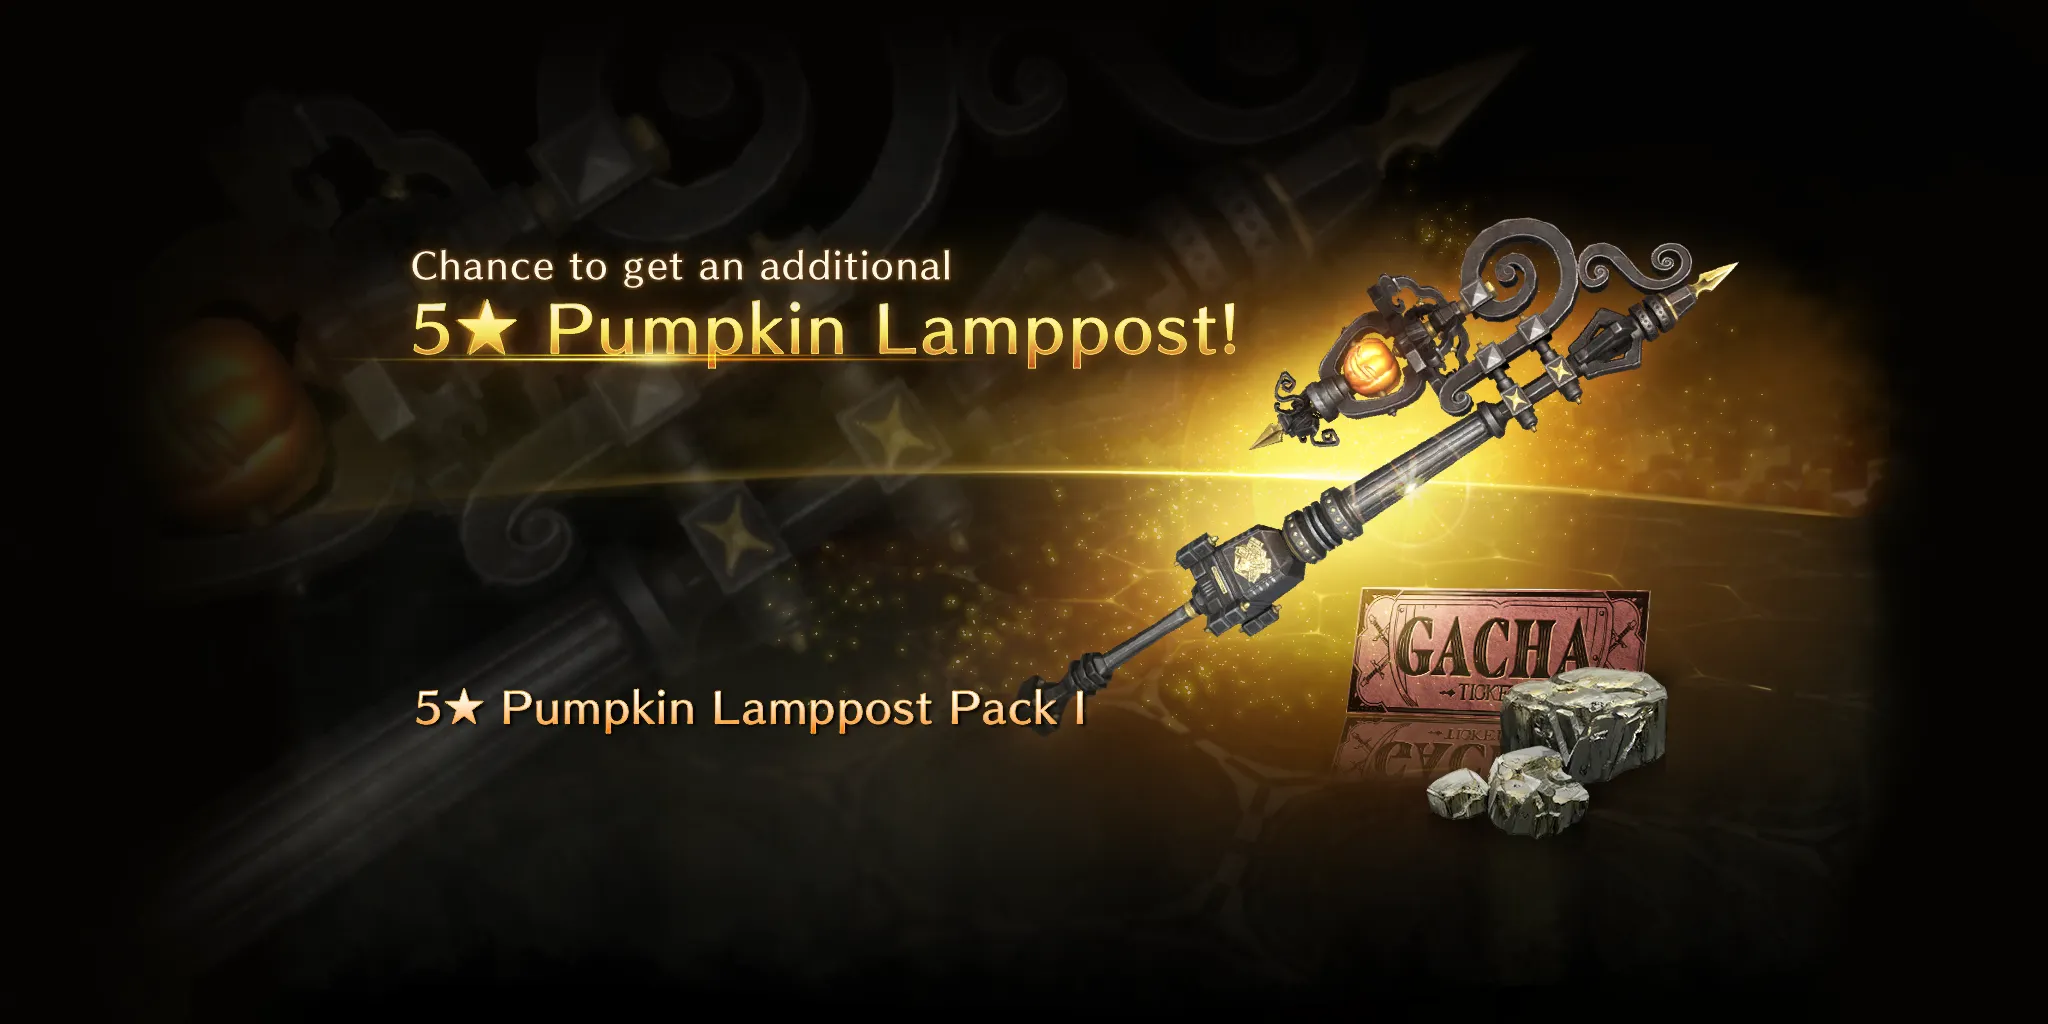 Chance to get an additional
5★ Pumpkin Lamppost!
5★ Pumpkin Lamppost Pack I
GACHA